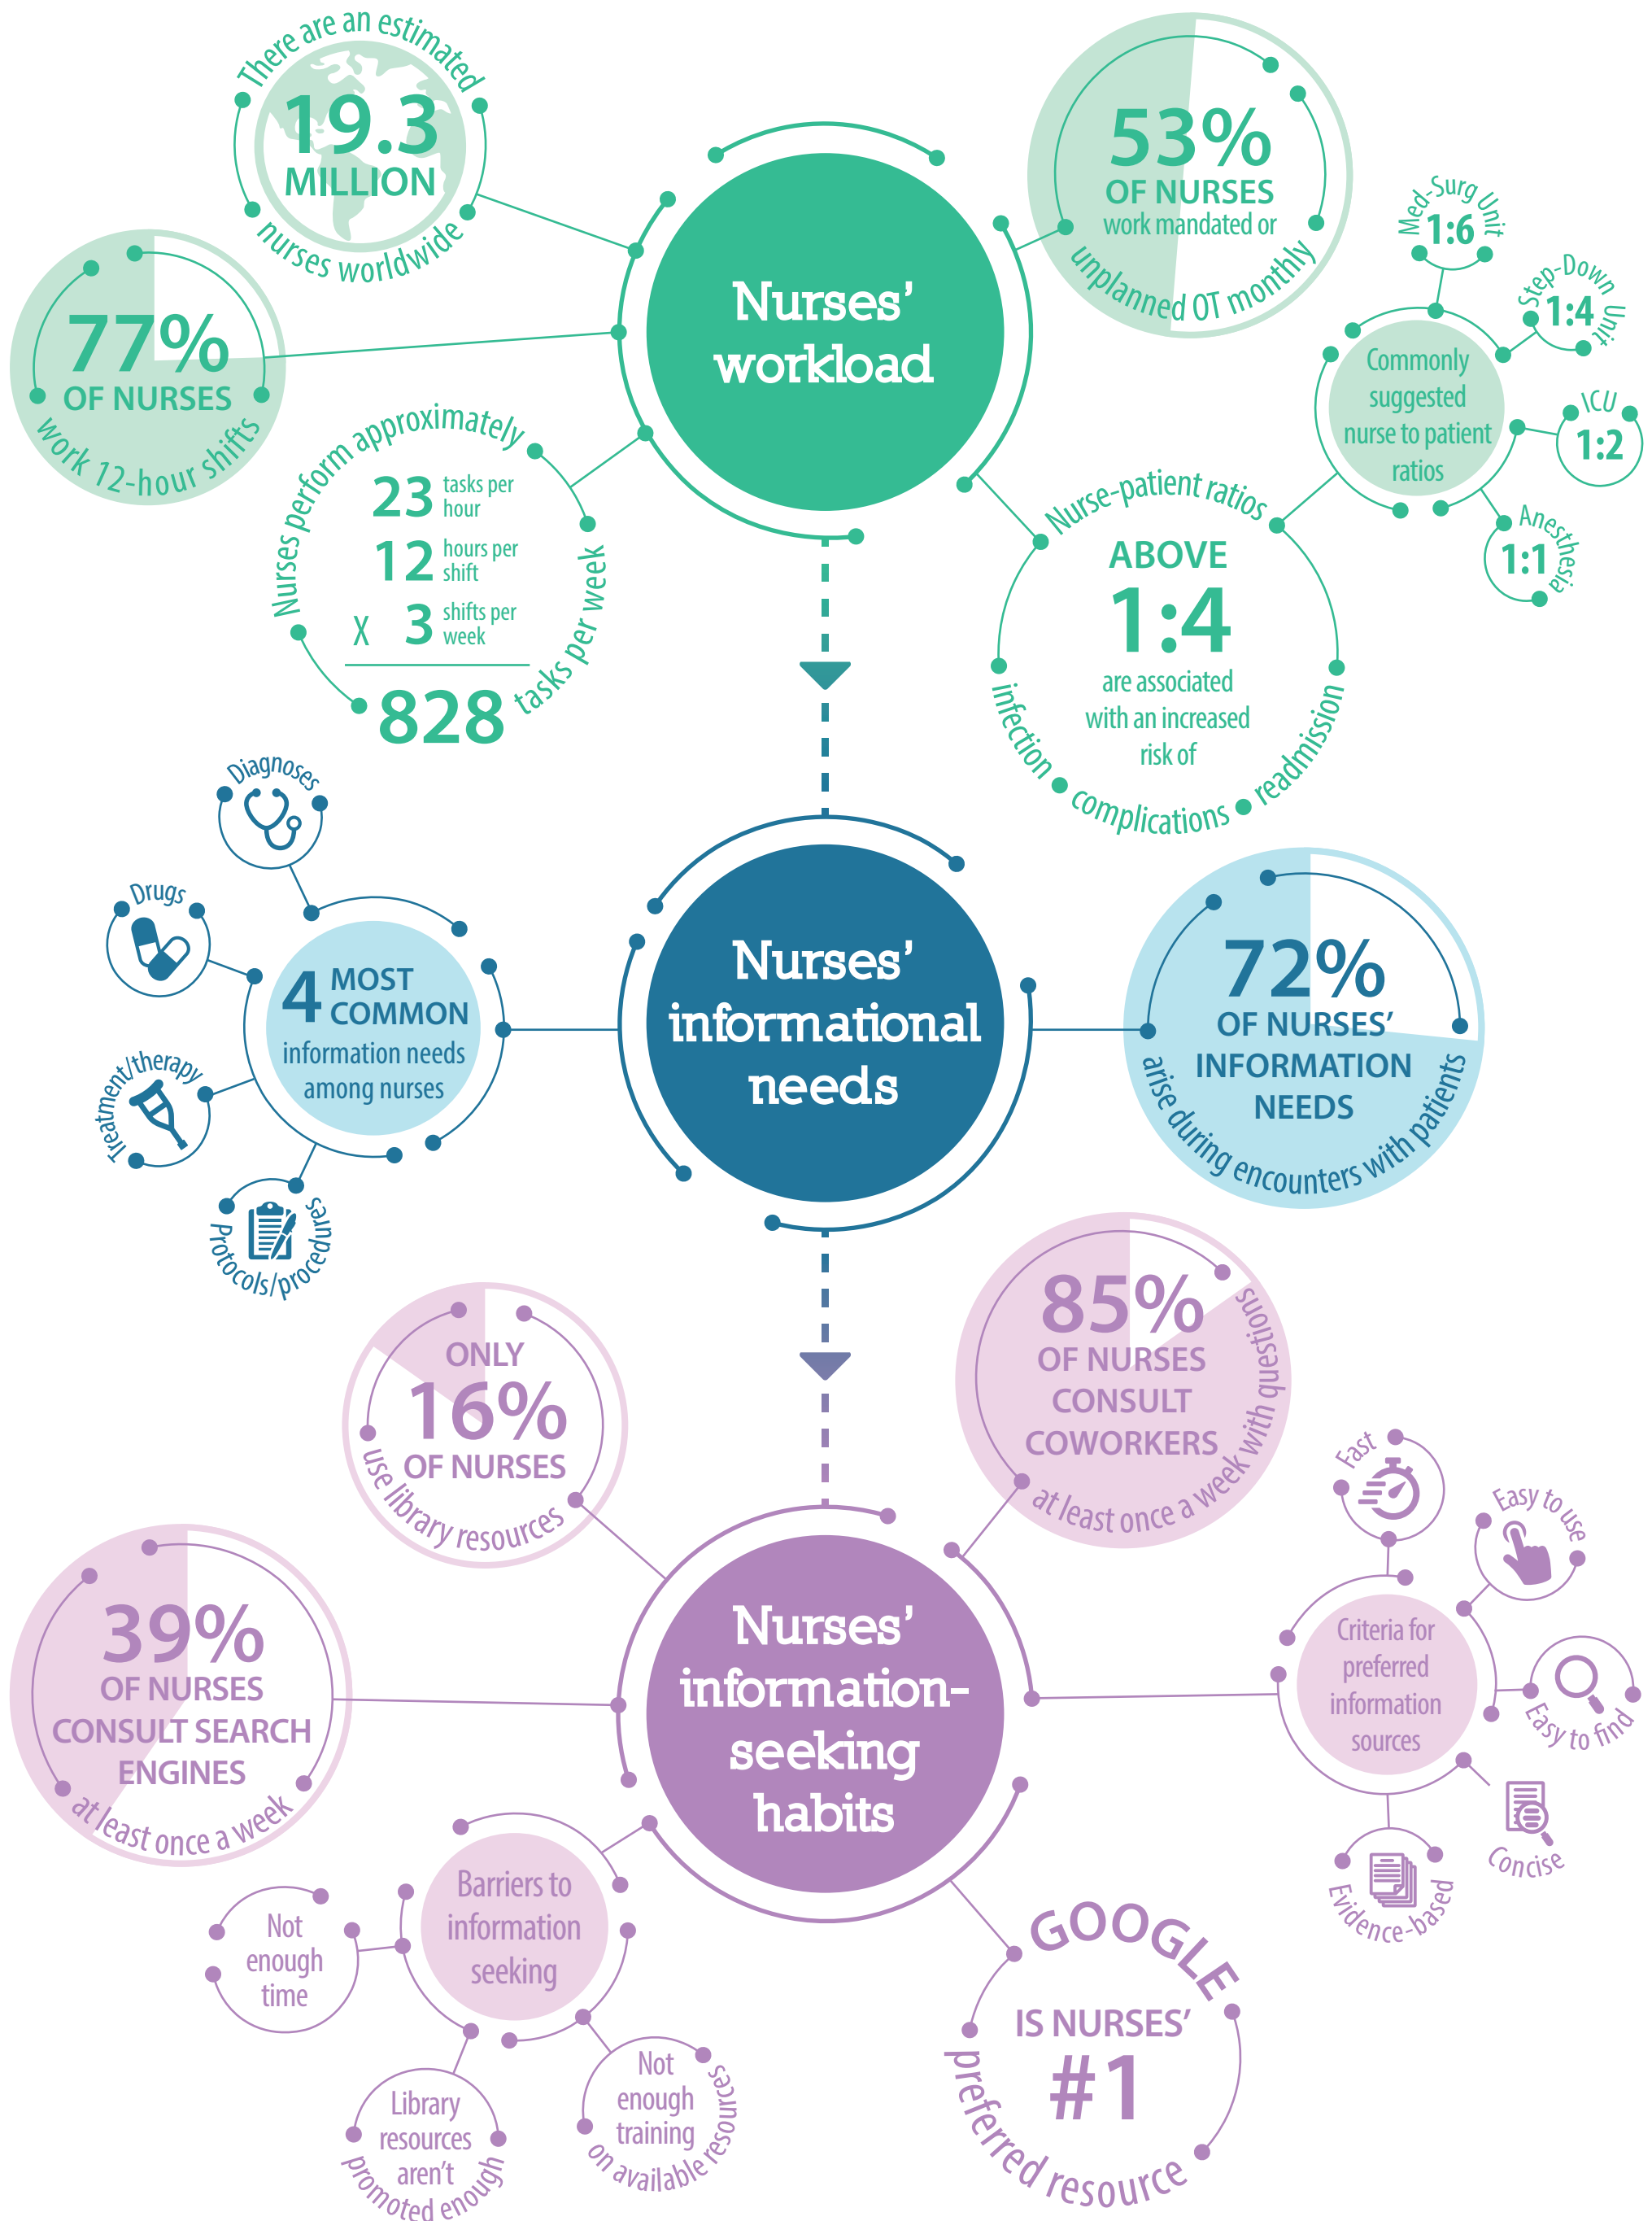 There are an estimated
19.3
MILLION
nurses worldwide
77%
OF NURSES
work 12-hour shifts
Nurses perform approximately
23 tasks per
hour
12 hours per
shift
X 3 shifts per
week
828 tasks per week
Nurses’
workload
53%
OF NURSES
work mandated or
unplanned OT monthly
Nurse-patient ratios
ABOVE
1:4
are associated
with an increased
risk of
infection
complications
readmission
Commonly
suggested
nurse to patient
ratios
Med-Surg Unit
1:6
Step-Down Unit
1:4
ICU
1:2
Anesthesia
1:1
Nurses’
informational
needs
4 MOST
COMMON
information needs
among nurses
Diagnoses
Drugs
Treatment/therapy
Protocols/procedures
72%
OF NURSES’
INFORMATION
NEEDS
arise during encounters with patients
Nurses’
information-
seeking
habits
ONLY
16%
OF NURSES
use library resources
85%
OF NURSES
CONSULT
COWORKERS
at least once a week with questions
39%
OF NURSES
CONSULT SEARCH
ENGINES
at least once a week
Criteria for
preferred
information
sources
Fast
Easy to use
Easy to find
Concise
Evidence-based
Barriers to
information
seeking
Not
enough
time
Library
resources
aren’t
promoted enough
Not
enough
training
on available resources
GOOGLE
IS NURSES’
#1
preferred resource